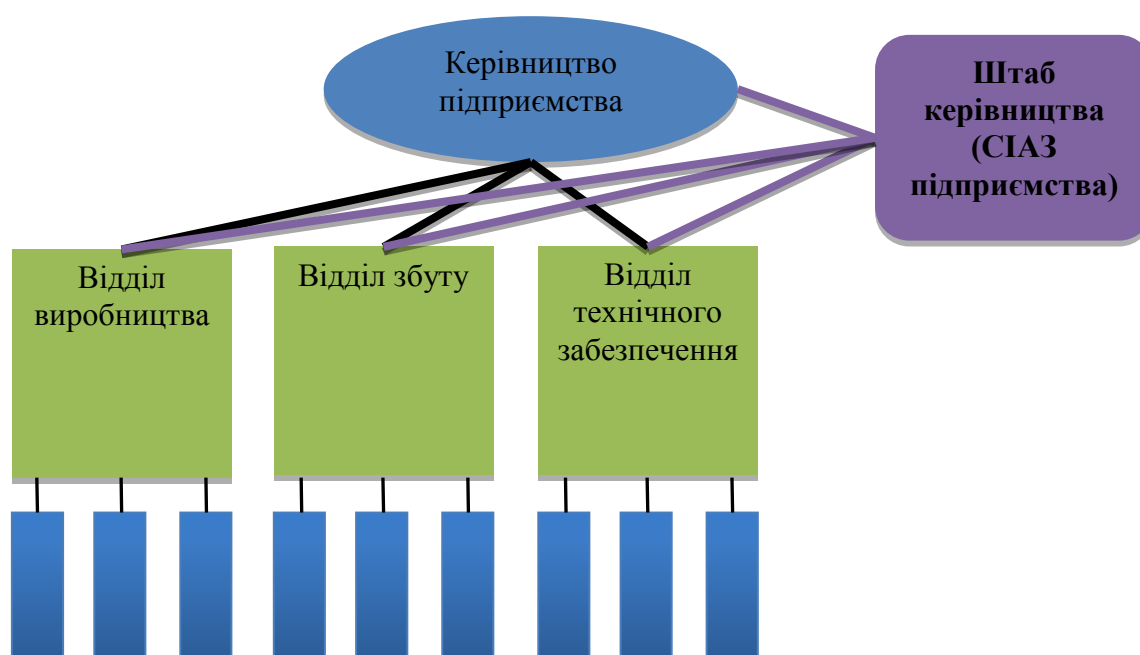 Керівництво
підприємства
Штаб
керівництва
(СІАЗ
підприємства)
Відділ
виробництва
Відділ збуту
Відділ
технічного
забезпечення